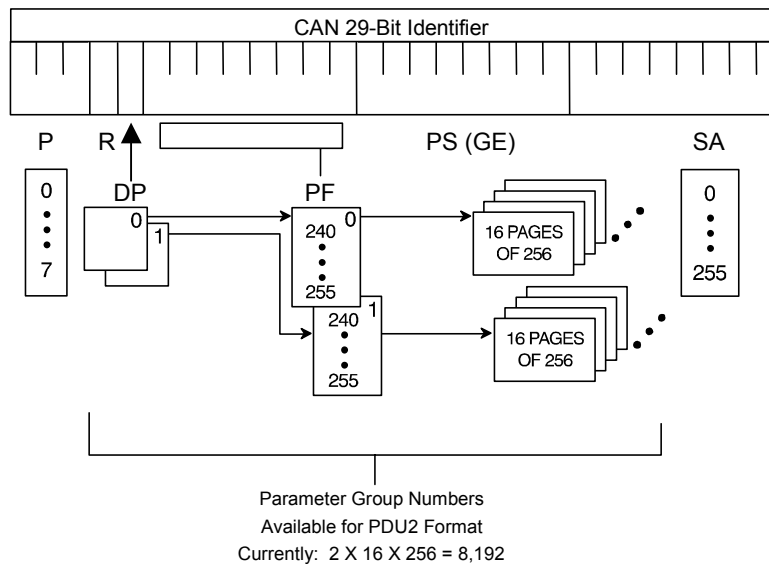 CAN 29-Bit Identifier
P R PS (GE) SA
DP PF
0 7
0 1
0 240 255
1 240 255
16 PAGES
OF 256
16 PAGES
OF 256
0 255
Parameter Group Numbers
Available for PDU2 Format
Currently: 2 X 16 X 256 = 8,192